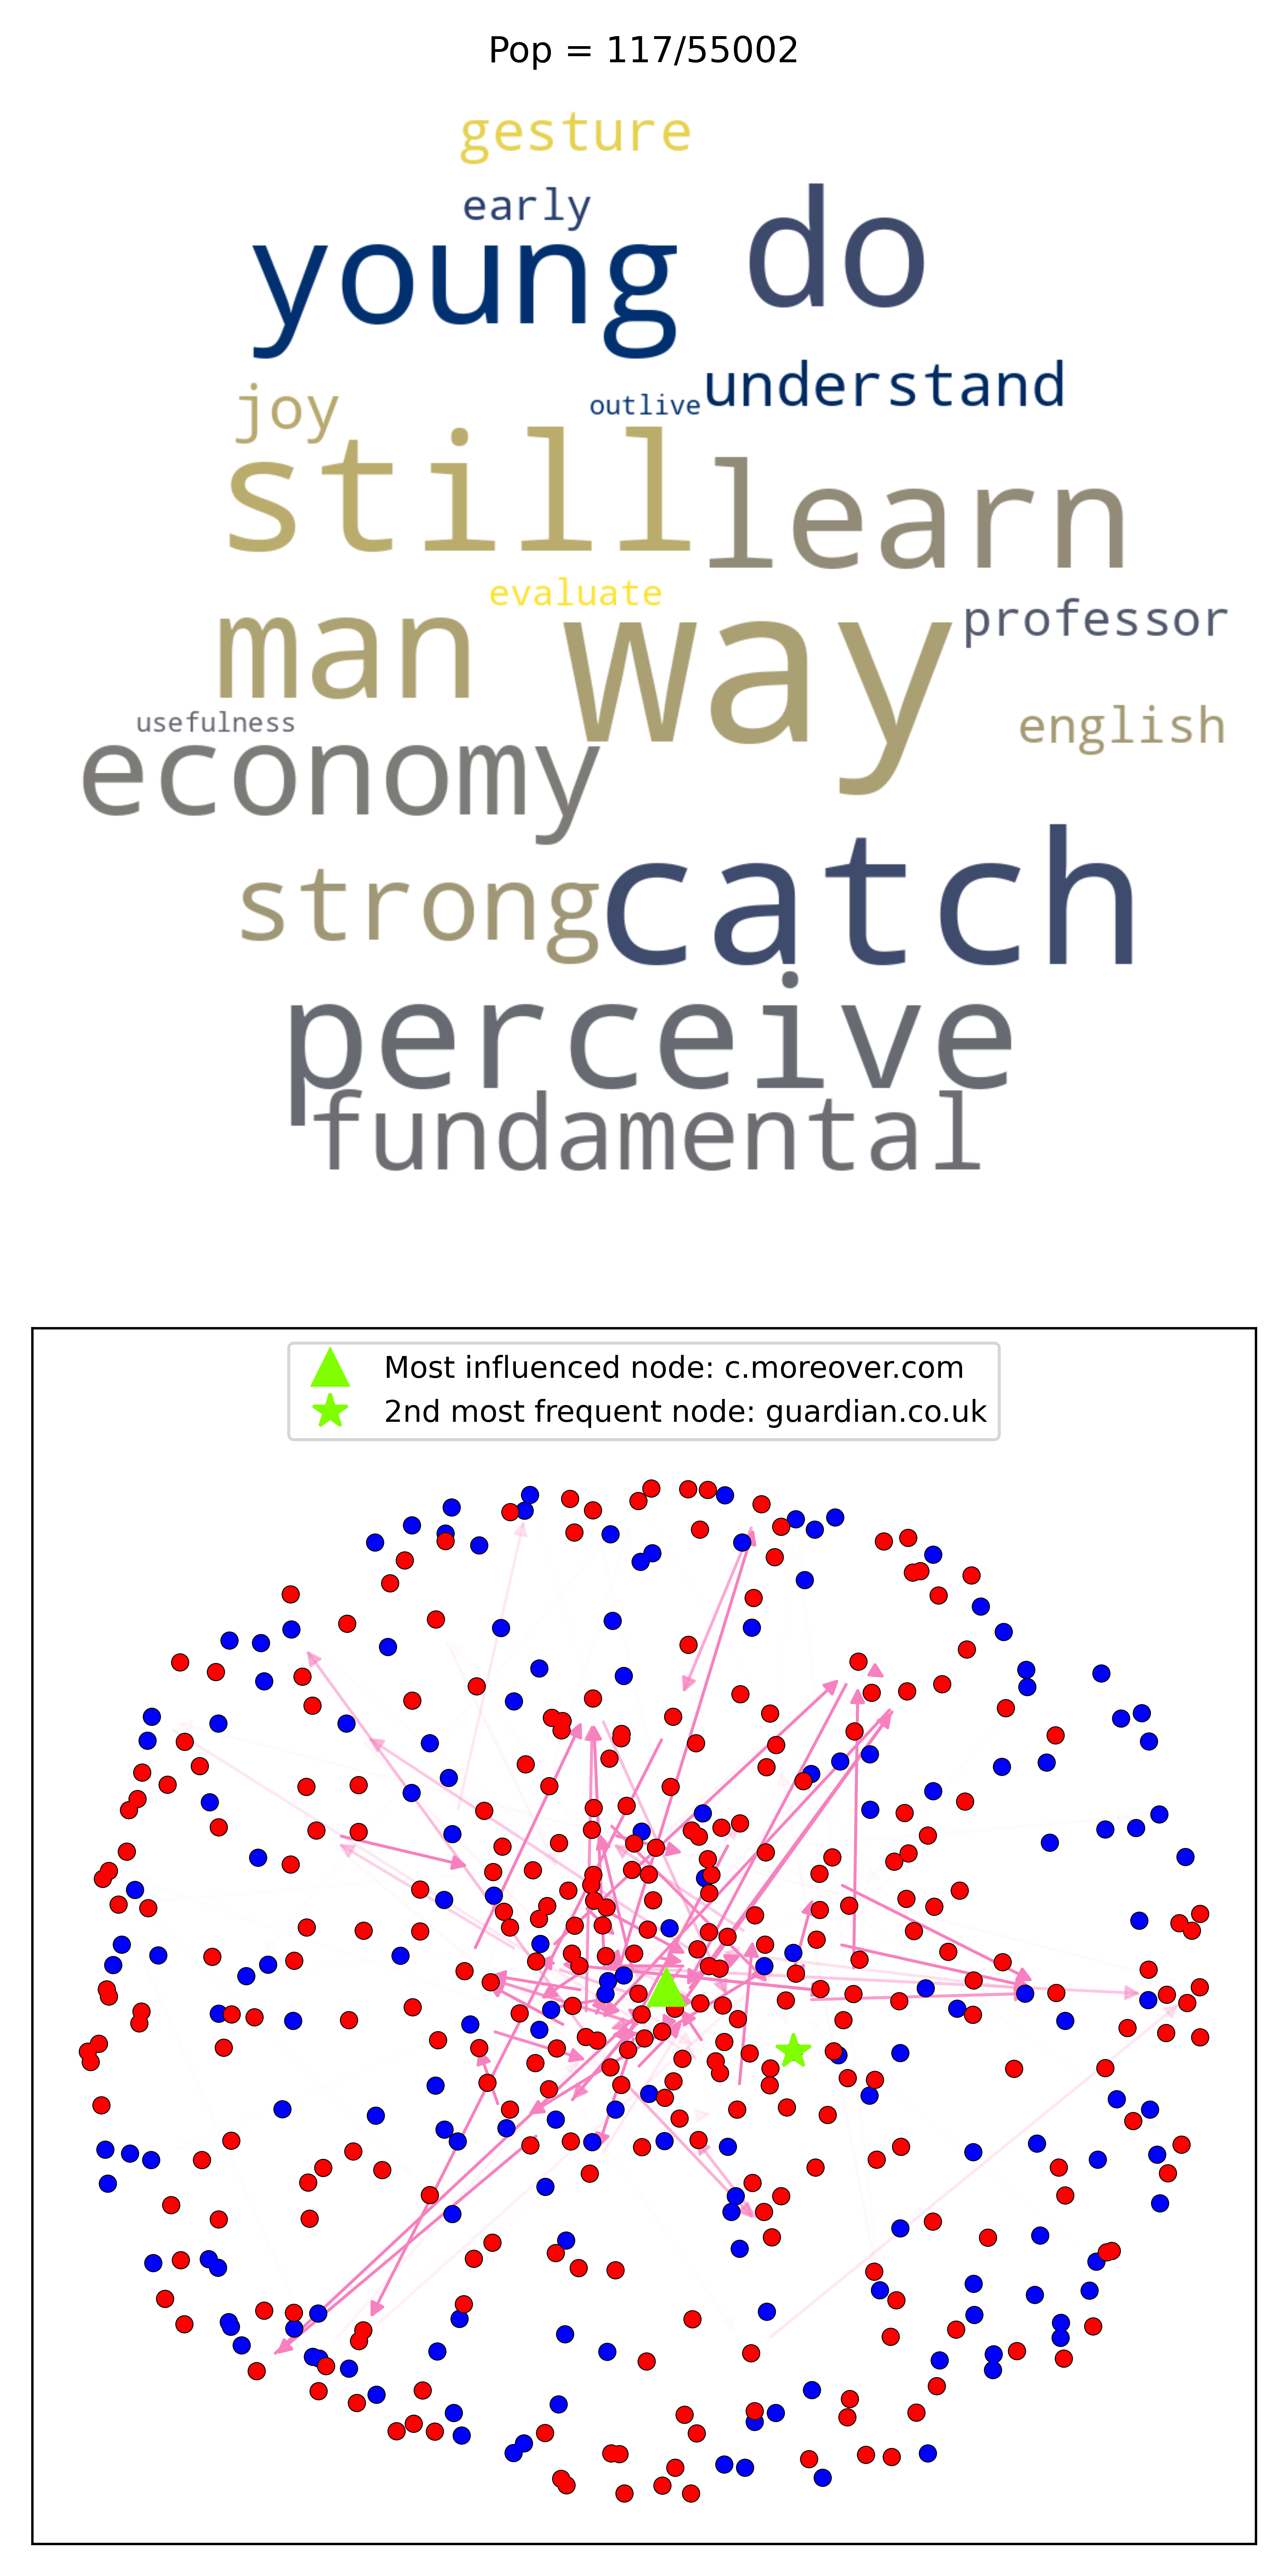 Pop = 117/55002
gesture
early
young do
understand
joy outlive
still learn
evaluate
man way professor
usefulness english
economy
strong catch
perceive
fundamental
Most influenced node: c.moreover.com
2nd most frequent node: guardian.co.uk